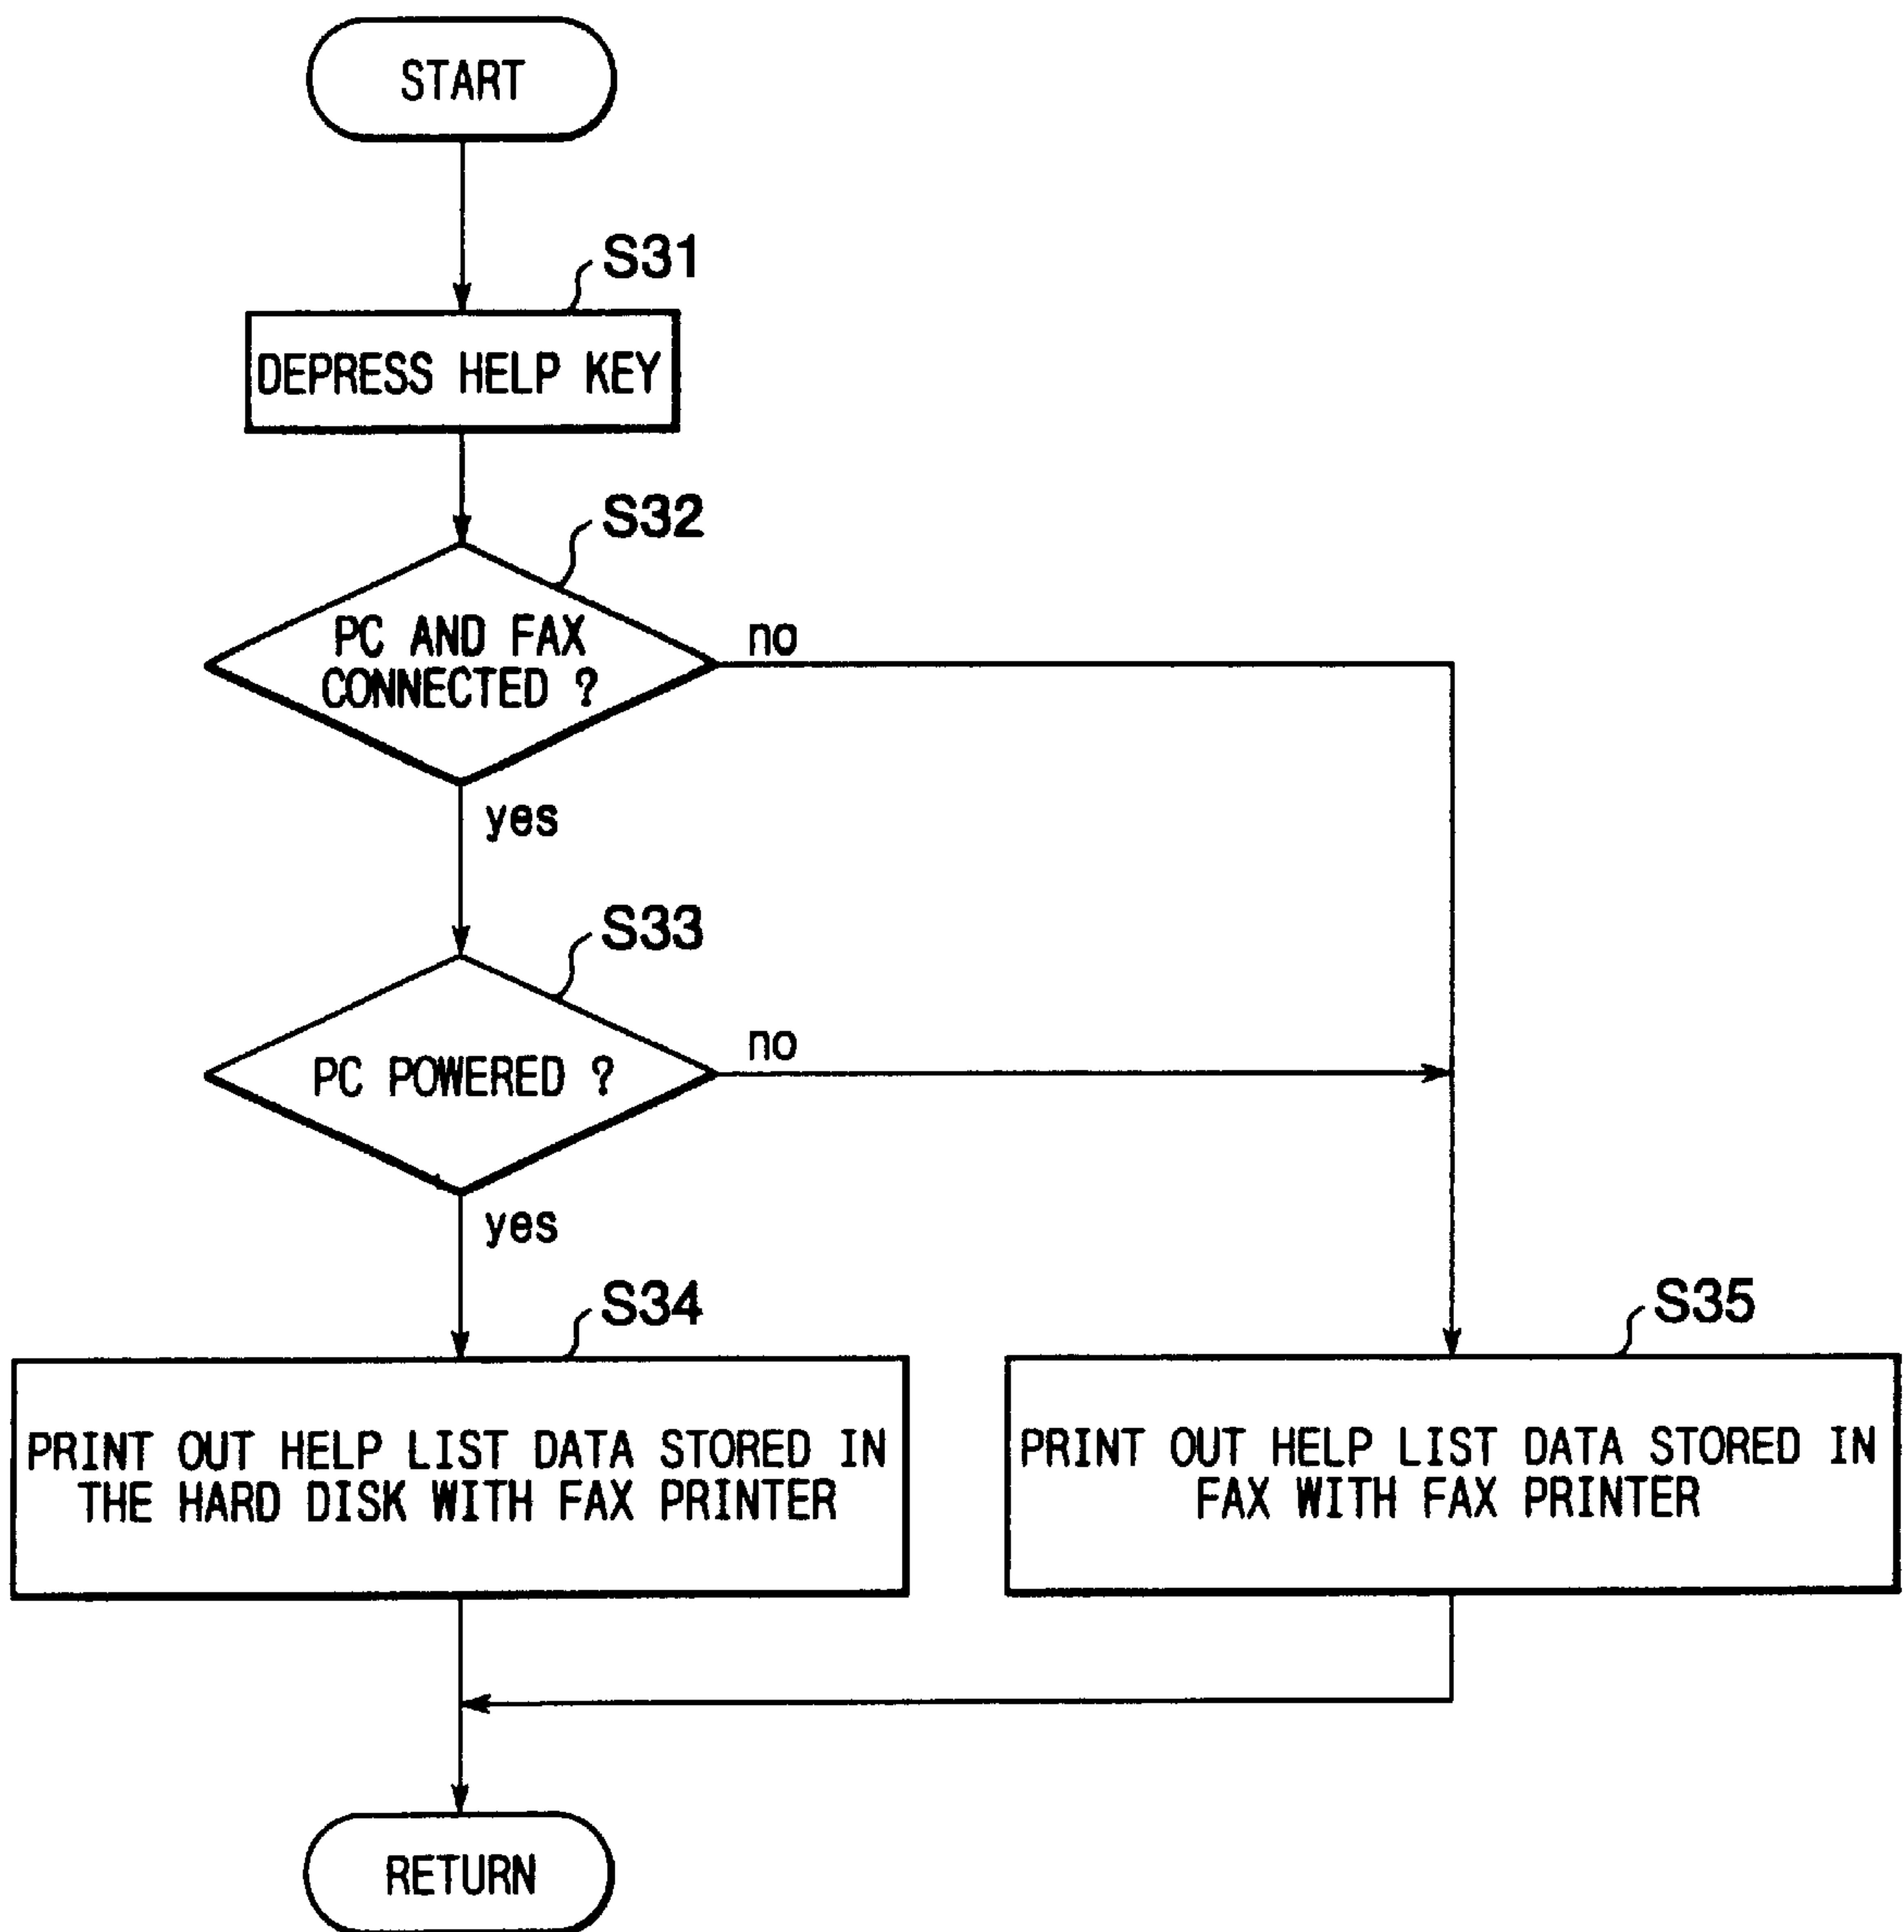 START
S31
DEPRESS HELP KEY
S32
PC AND FAX
CONNECTED ?
no
yes
S33
PC POWERED ?
no
yes
S34
PRINT OUT HELP LIST DATA STORED IN
THE HARD DISK WITH FAX PRINTER
S35
PRINT OUT HELP LIST DATA STORED IN
FAX WITH FAX PRINTER
RETURN